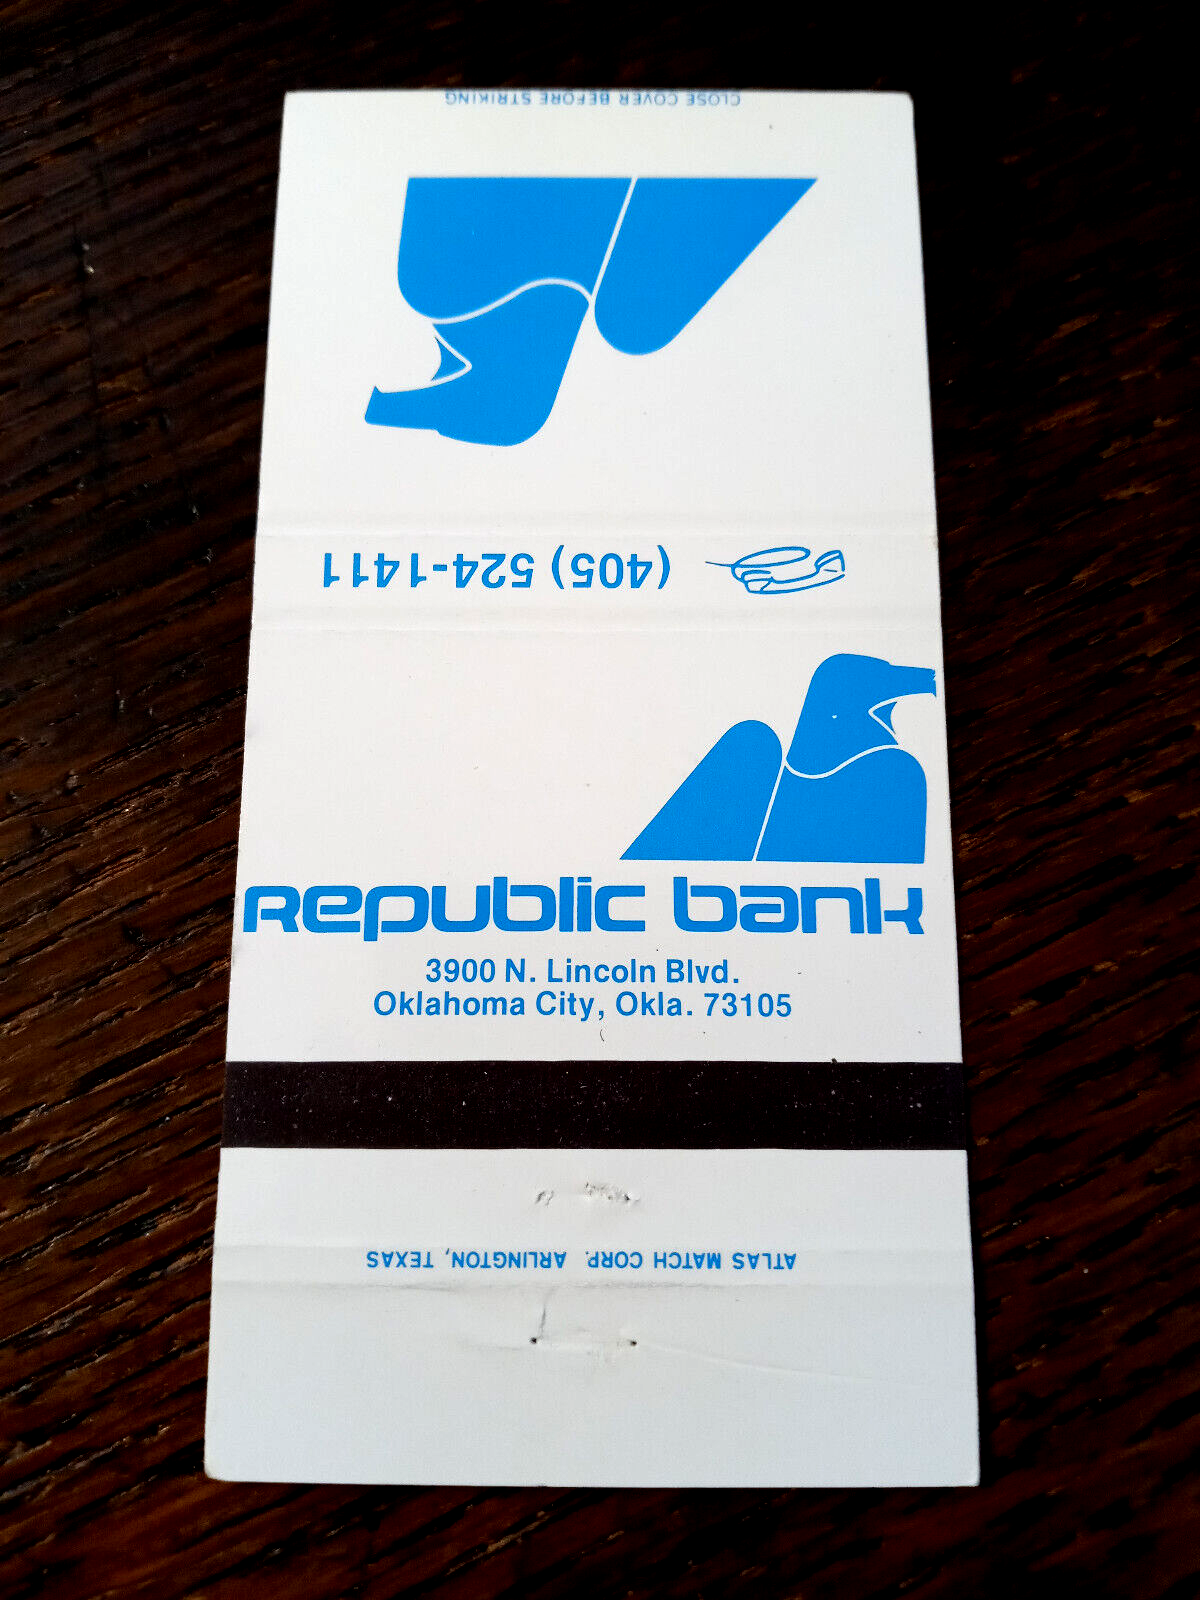 CLOSE COVER BEFORE STRIKING
(405) 524-1411
Republic bank
3900 N. Lincoln Blvd.
Oklahoma City, Okla. 73105
ATLAS MATCH CORP. ARLINGTON, TEXAS